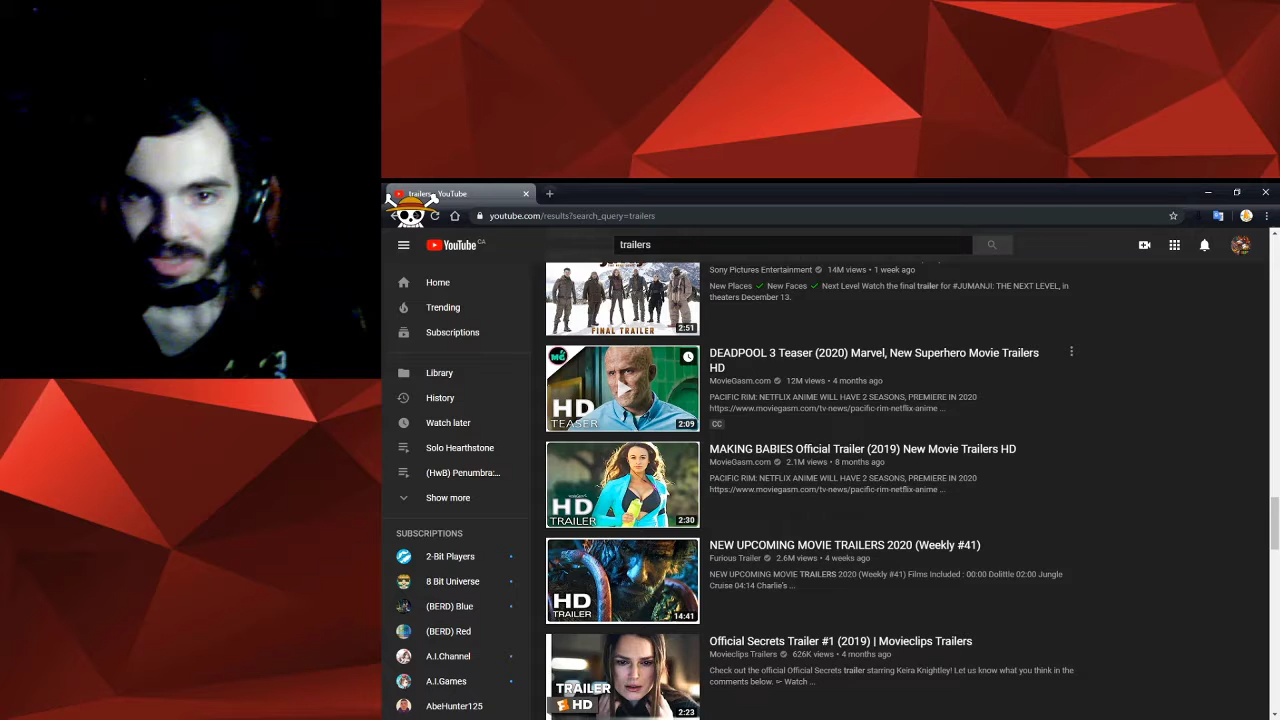 trailers - YouTube
youtube.com/results?search_query=trailers
YouTube CA
trailers
Home
Trending
Subscriptions
Library
History
Watch later
Solo Hearthstone
(HwB) Penumbra:...
Show more
SUBSCRIPTIONS
2-Bit Players
8 Bit Universe
(BERD) Blue
(BERD) Red
A.I.Channel
A.I.Games
AbeHunter125
FINAL TRAILER
2:51
Sony Pictures Entertainment 14M views • 1 week ago
New Places ✓ New Faces ✓ Next Level Watch the final trailer for #JUMANJI: THE NEXT LEVEL, in
theaters December 13.
HD
TEASER
2:09
DEADPOOL 3 Teaser (2020) Marvel, New Superhero Movie Trailers
HD
MovieGasm.com 12M views • 4 months ago
PACIFIC RIM: NETFLIX ANIME WILL HAVE 2 SEASONS, PREMIERE IN 2020
https://www.moviegasm.com/tv-news/pacific-rim-netflix-anime ...
CC
HD
TRAILER
2:30
MAKING BABIES Official Trailer (2019) New Movie Trailers HD
MovieGasm.com 2.1M views • 8 months ago
PACIFIC RIM: NETFLIX ANIME WILL HAVE 2 SEASONS, PREMIERE IN 2020
https://www.moviegasm.com/tv-news/pacific-rim-netflix-anime ...
HD
TRAILER
14:41
NEW UPCOMING MOVIE TRAILERS 2020 (Weekly #41)
Furious Trailer 2.6M views • 4 weeks ago
NEW UPCOMING MOVIE TRAILERS 2020 (Weekly #41) Films Included : 00:00 Dolittle 02:00 Jungle
Cruise 04:14 Charlie's ...
TRAILER
HD
2:23
Official Secrets Trailer #1 (2019) | Movieclips Trailers
Movieclips Trailers 626K views • 4 months ago
Check out the official Official Secrets trailer starring Keira Knightley! Let us know what you think in the
comments below. ► Watch ...